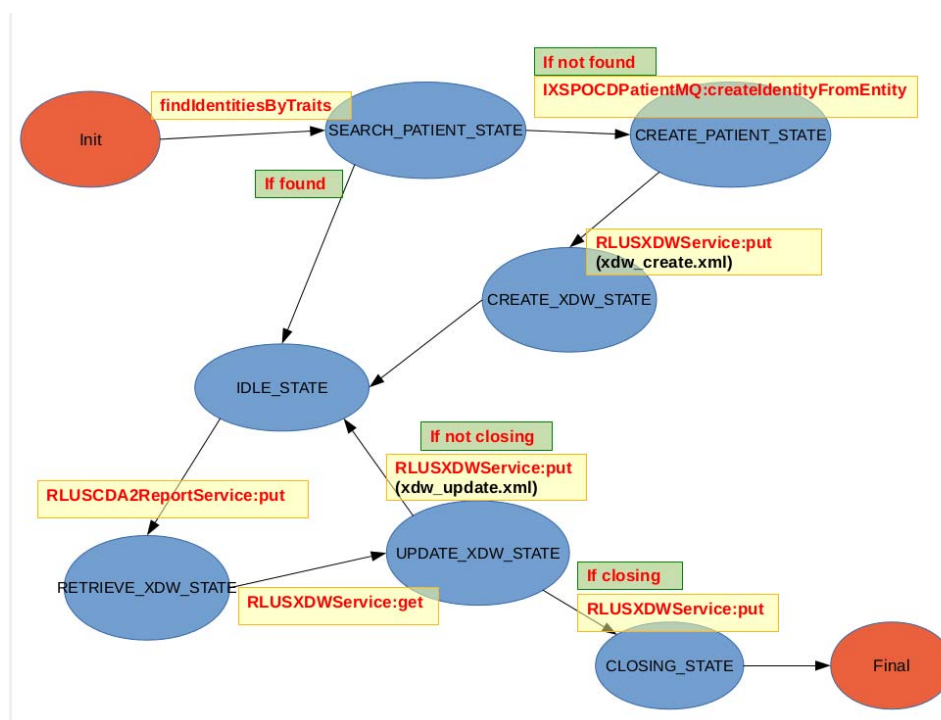 If not found
IXSPOCDPatientMQ:createIdentityFromEntity
findIdentitiesByTraits
Init
SEARCH_PATIENT_STATE
CREATE_PATIENT_STATE
If found
RLUSXDWService:put
(xdw_create.xml)
CREATE_XDW_STATE
IDLE_STATE
If not closing
RLUSXDWService:put
(xdw_update.xml)
RLUSCDA2ReportService:put
UPDATE_XDW_STATE
If closing
RETRIEVE_XDW_STATE
RLUSXDWService:get
RLUSXDWService:put
CLOSING_STATE
Final